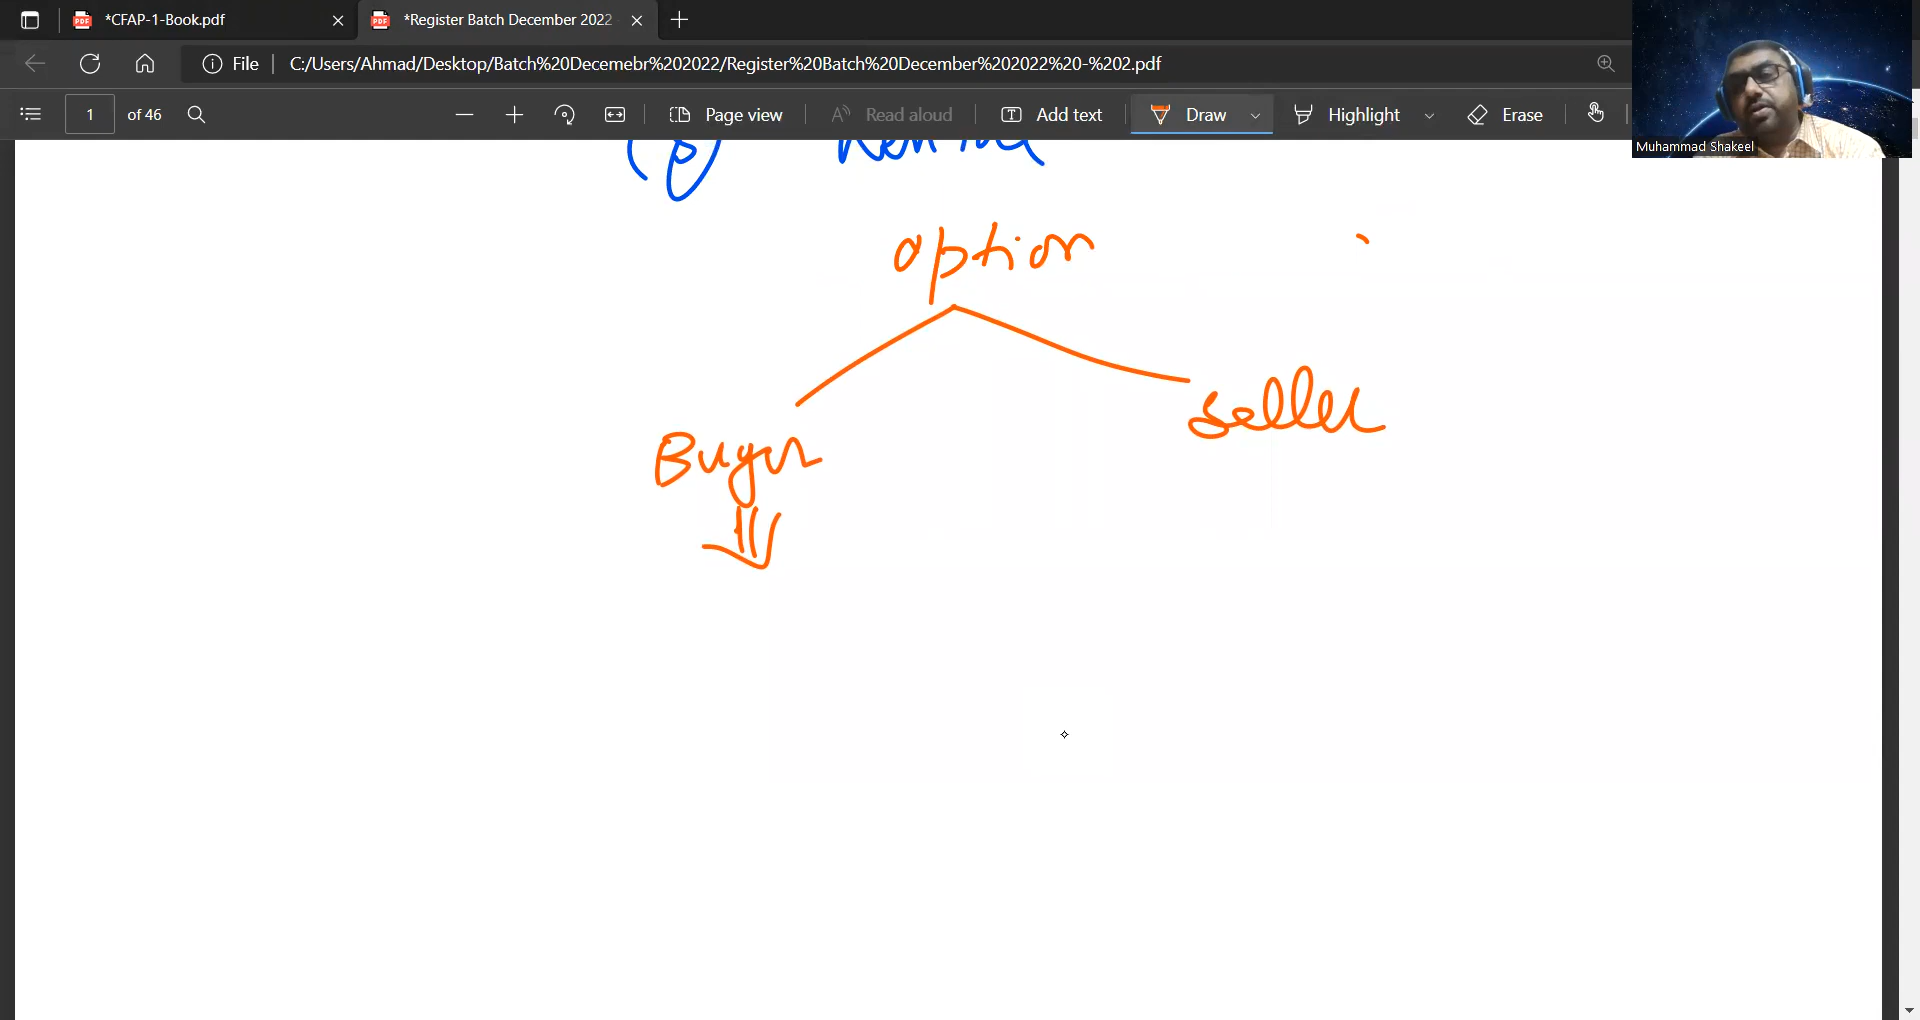 *CFAP-1-Book.pdf
*Register Batch December 2022
File
C:/Users/Ahmad/Desktop/Batch%20Decemebr%202022/Register%20Batch%20December%202022%20-%202.pdf
1 of 46
Page view
Read aloud
Add text
Draw
Highlight
Erase
Muhammad Shakeel
option
Buyer
Seller